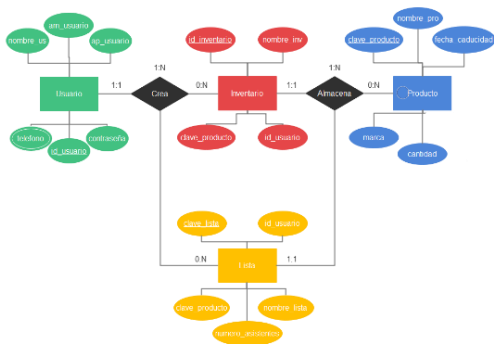 nombre_pro
am_usuario
nombre_us
ap_usuario
id_inventario
nombre_inv
clave_producto
fecha_caducidad
1:N
1:N
Usuario
1:1
Crea
0:N
Inventario
1:1
Almacena
0:N
Producto
telefono
contraseña
id_usuario
clave_producto
id_usuario
marca
cantidad
clave_lista
id_usuario
0:N
Lista
1:1
clave_producto
nombre_lista
numero_asistentes